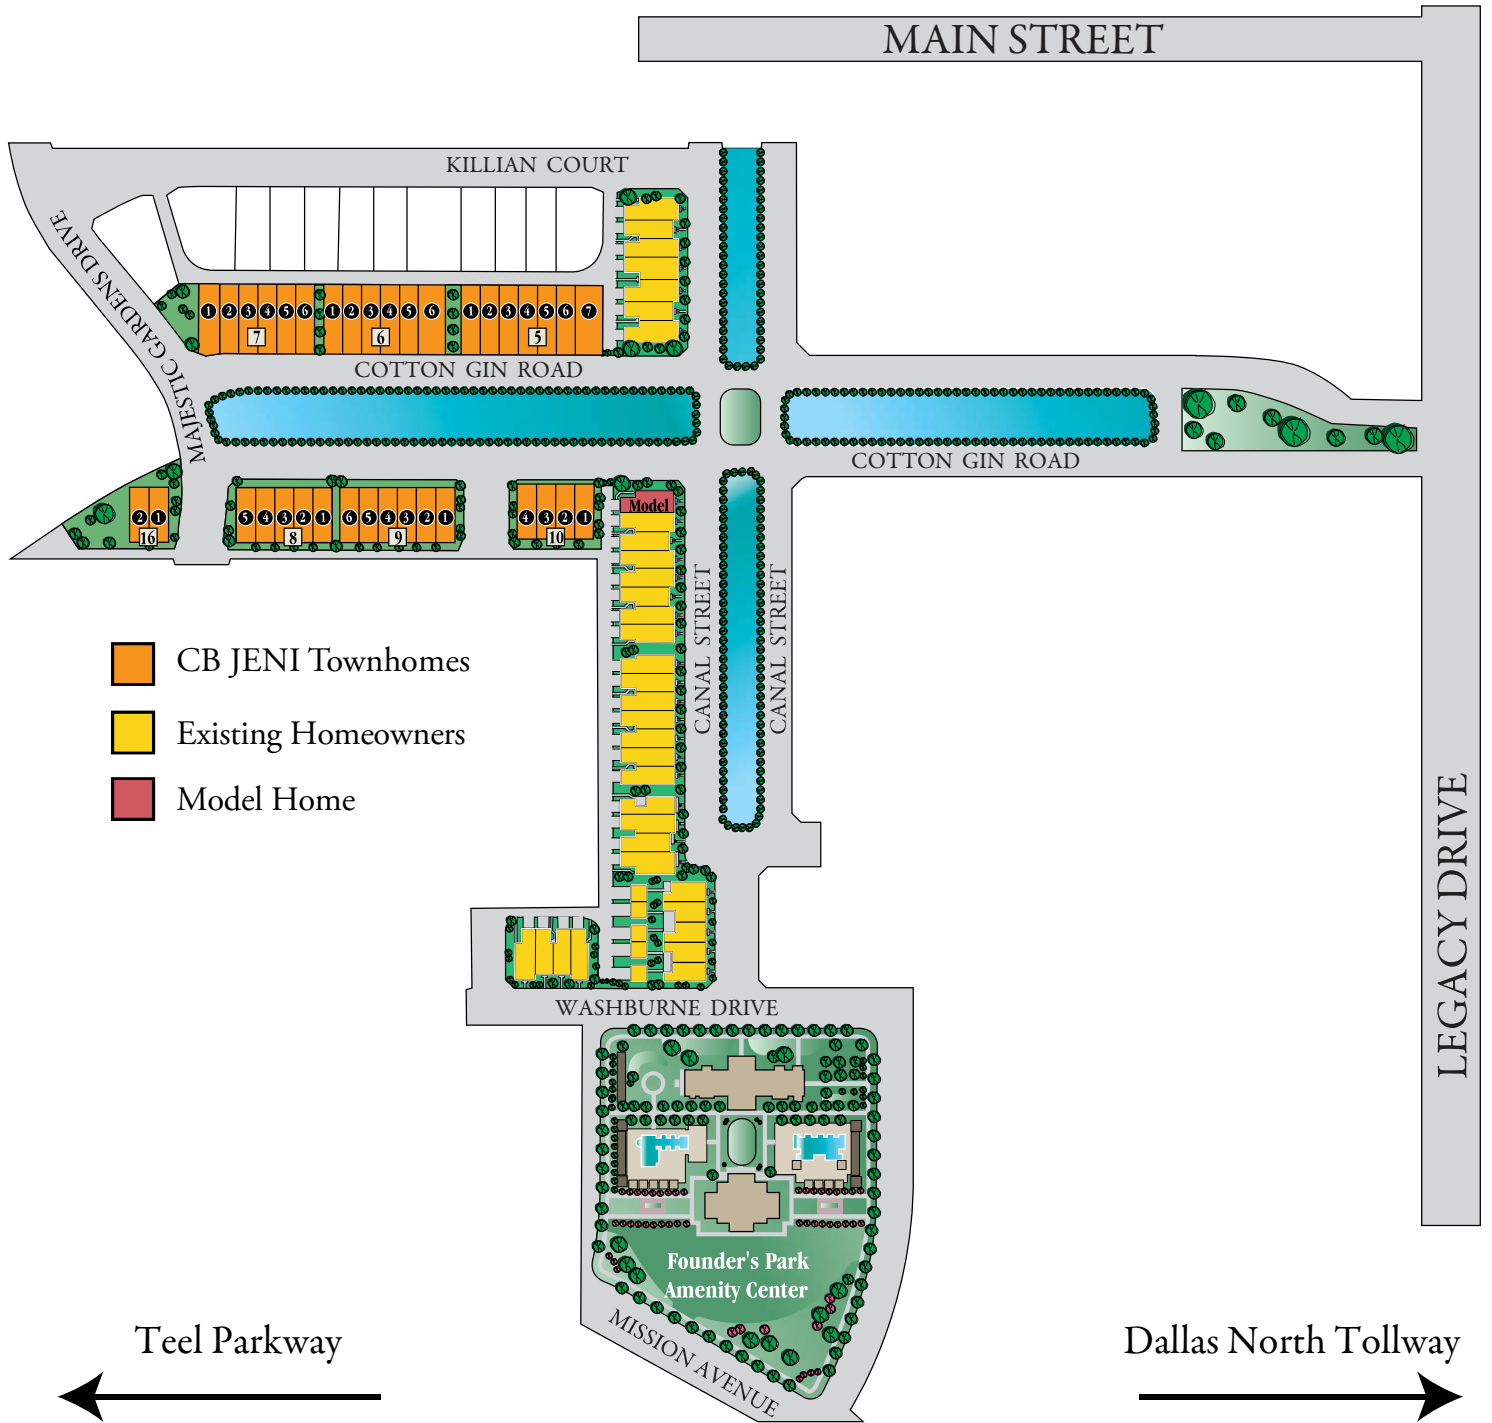 MAIN STREET
KILLIAN COURT
MAJESTIC GARDENS DRIVE
1 2 3 4 5 6 1 2 3 4 5 6 1 2 3 4 5 6 7
7 6 5
COTTON GIN ROAD
COTTON GIN ROAD
Model
2 1 5 4 3 2 1 6 5 4 3 2 1 4 3 2 1
16 8 9 10
CANAL STREET
CANAL STREET
CB JENI Townhomes
Existing Homeowners
Model Home
LEGACY DRIVE
WASHBURNE DRIVE
Founder's Park
Amenity Center
MISSION AVENUE
Teel Parkway
Dallas North Tollway